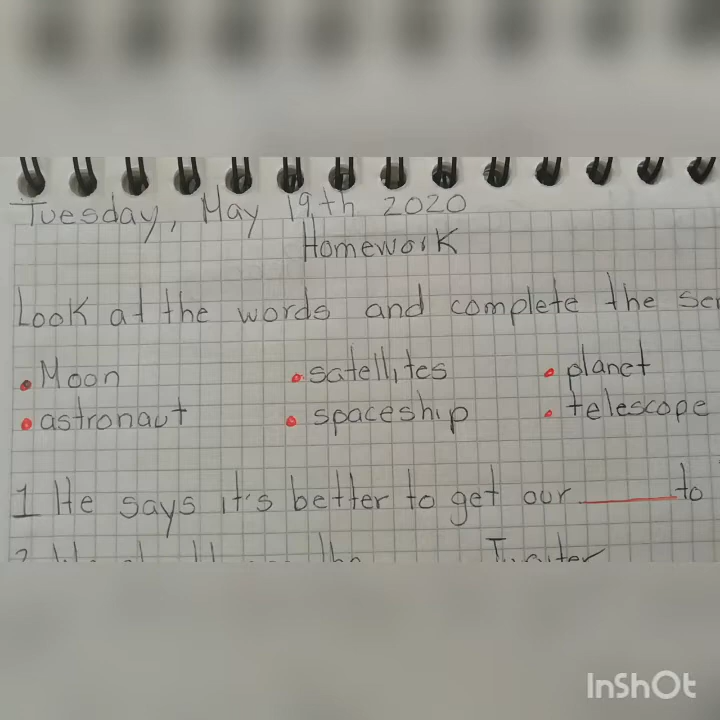 Tuesday, May 19th 2020
Homework
Look at the words and complete the
• Moon • satellites • planet
• astronaut • spaceship • telescope
1 He says it's better to get our ______ to
InShOt